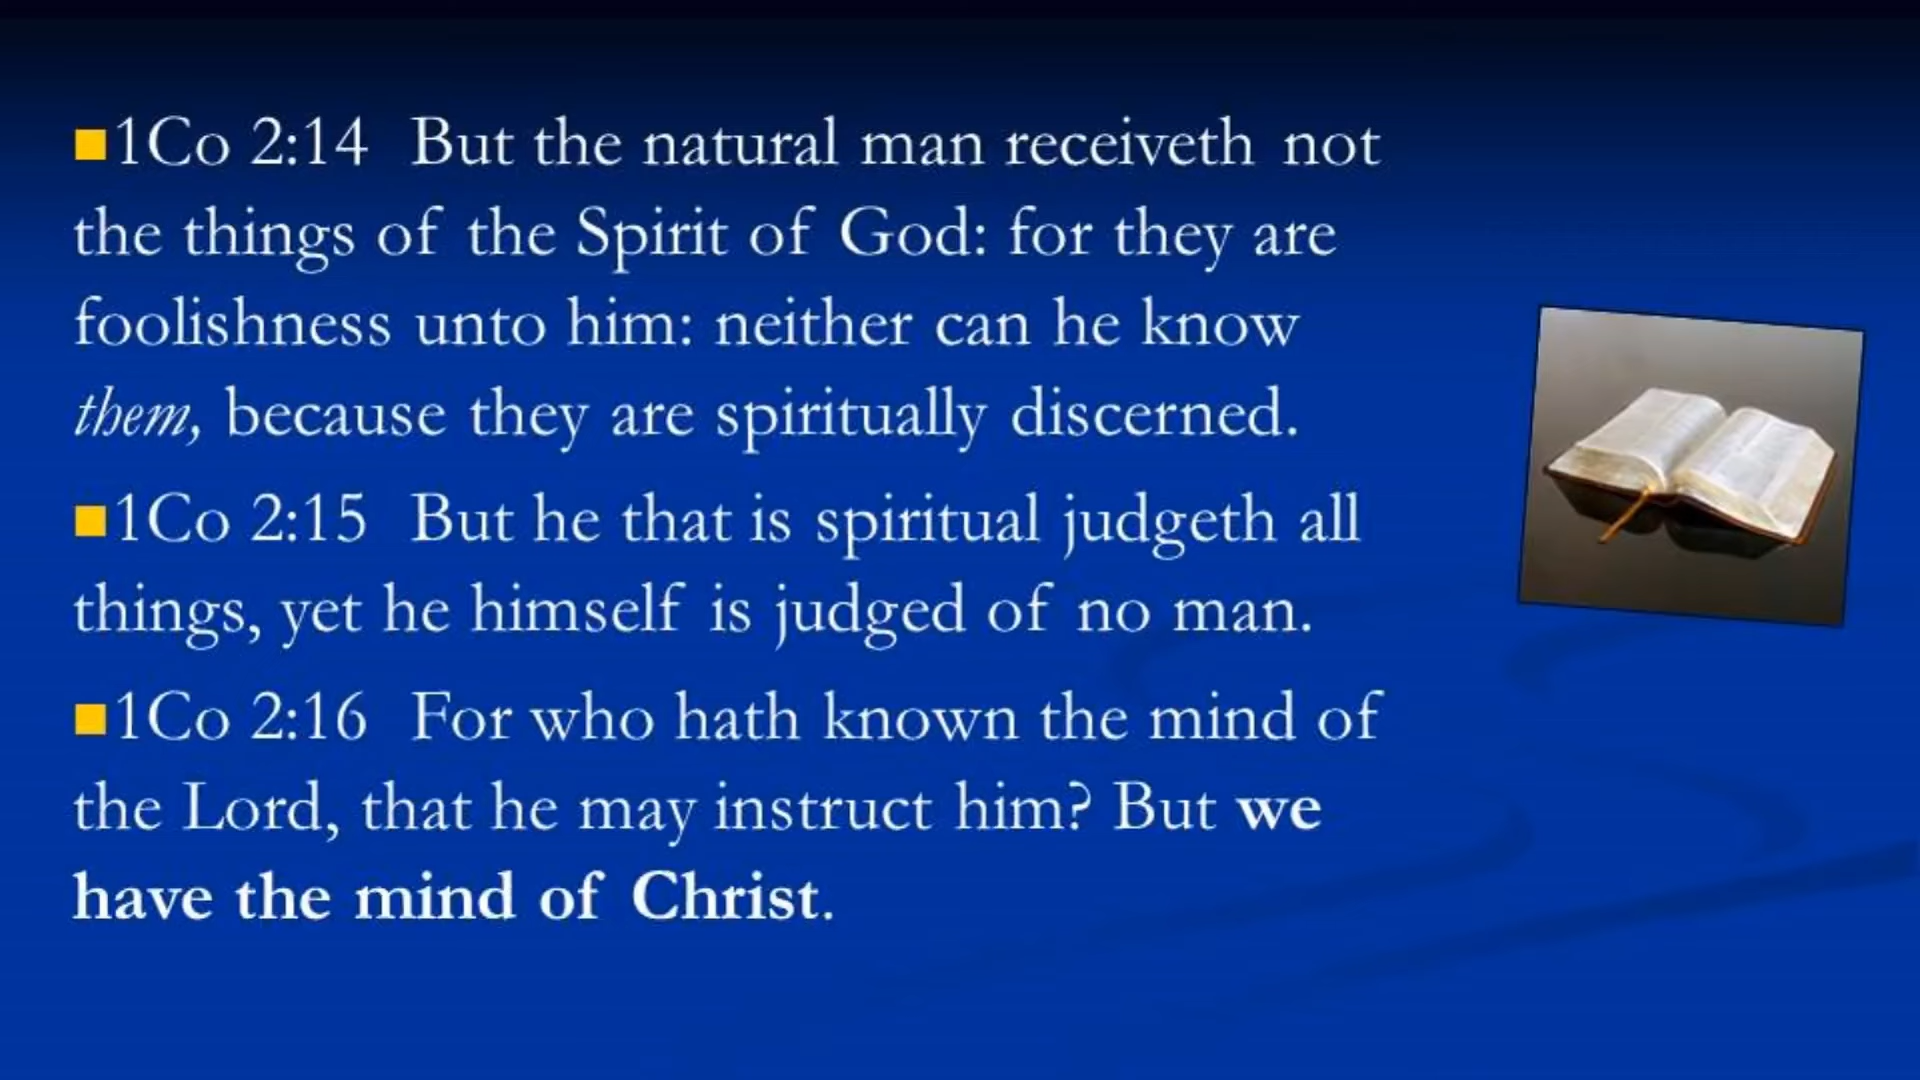 ■1Co 2:14 But the natural man receiveth not
the things of the Spirit of God: for they are
foolishness unto him: neither can he know
them, because they are spiritually discerned.
■1Co 2:15 But he that is spiritual judgeth all
things, yet he himself is judged of no man.
■1Co 2:16 For who hath known the mind of
the Lord, that he may instruct him? But we
have the mind of Christ.